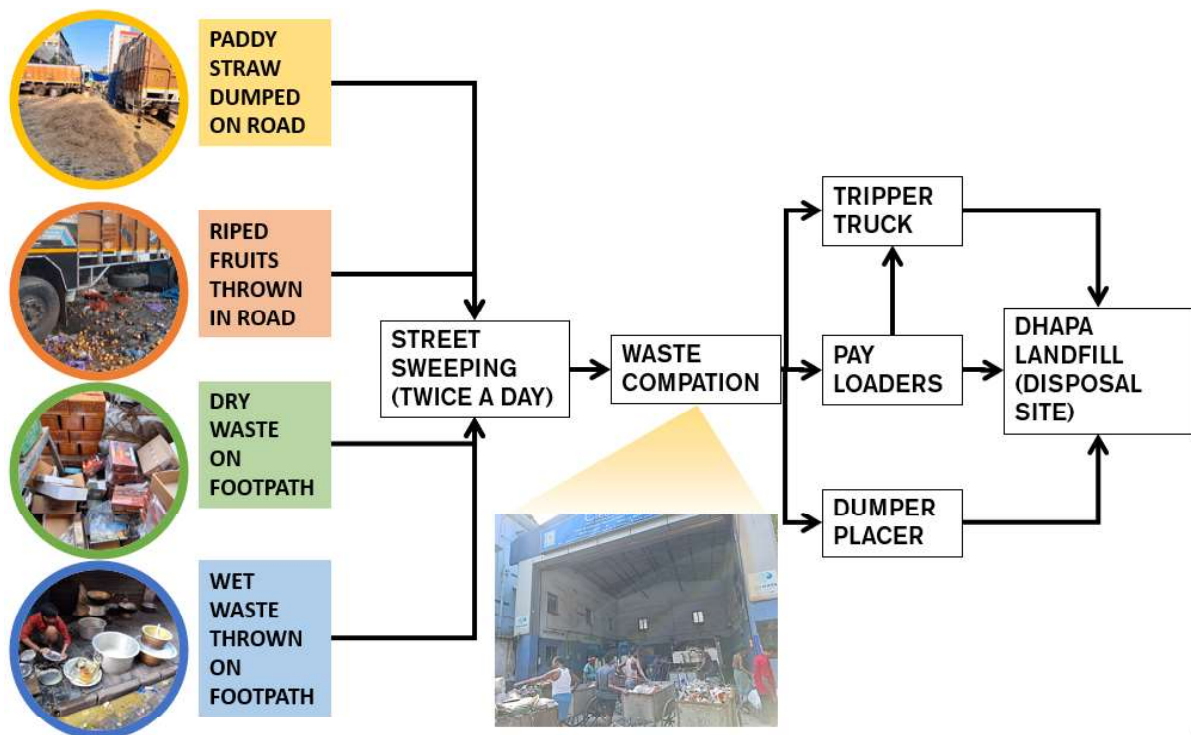 PADDY
STRAW
DUMPED
ON ROAD
RIPED
FRUITS
THROWN
IN ROAD
DRY
WASTE
ON
FOOTPATH
WET
WASTE
THROWN
ON
FOOTPATH
STREET
SWEEPING
(TWICE A DAY)
WASTE
COMPATION
TRIPPER
TRUCK
PAY
LOADERS
DUMPER
PLACER
DHAPA
LANDFILL
(DISPOSAL
SITE)